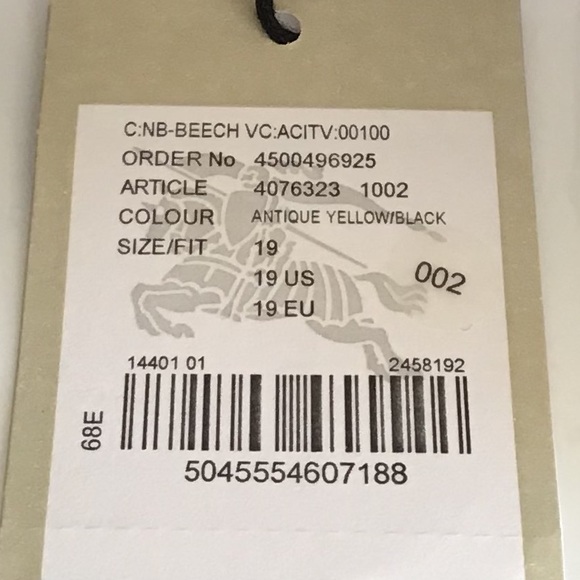 C:NB-BEECH VC:ACITV:00100
ORDER No 4500496925
ARTICLE 4076323 1002
COLOUR ANTIQUE YELLOW/BLACK
SIZE/FIT 19
19 US
002
19 EU
14401 01 2458192
68E
5045554607188